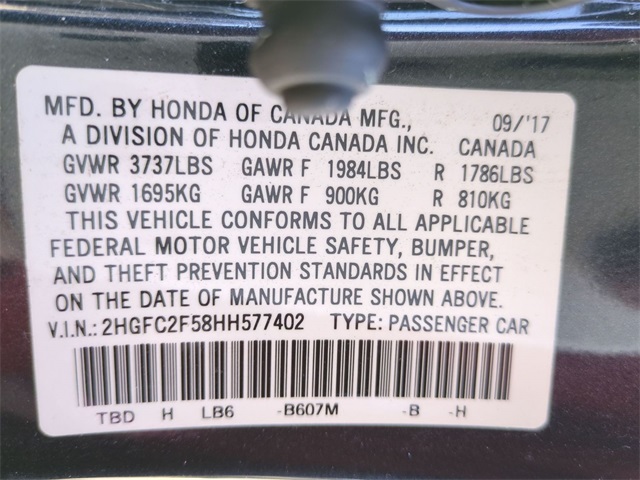 MFD. BY HONDA OF CANADA MFG., 09/'17
A DIVISION OF HONDA CANADA INC. CANADA
GVWR 3737LBS GAWR F 1984LBS R 1786LBS
GVWR 1695KG GAWR F 900KG R 810KG
THIS VEHICLE CONFORMS TO ALL APPLICABLE
FEDERAL MOTOR VEHICLE SAFETY, BUMPER,
AND THEFT PREVENTION STANDARDS IN EFFECT
ON THE DATE OF MANUFACTURE SHOWN ABOVE.
V.I.N.: 2HGFC2F58HH577402 TYPE: PASSENGER CAR
TBD H LB6 -B607M -B -H